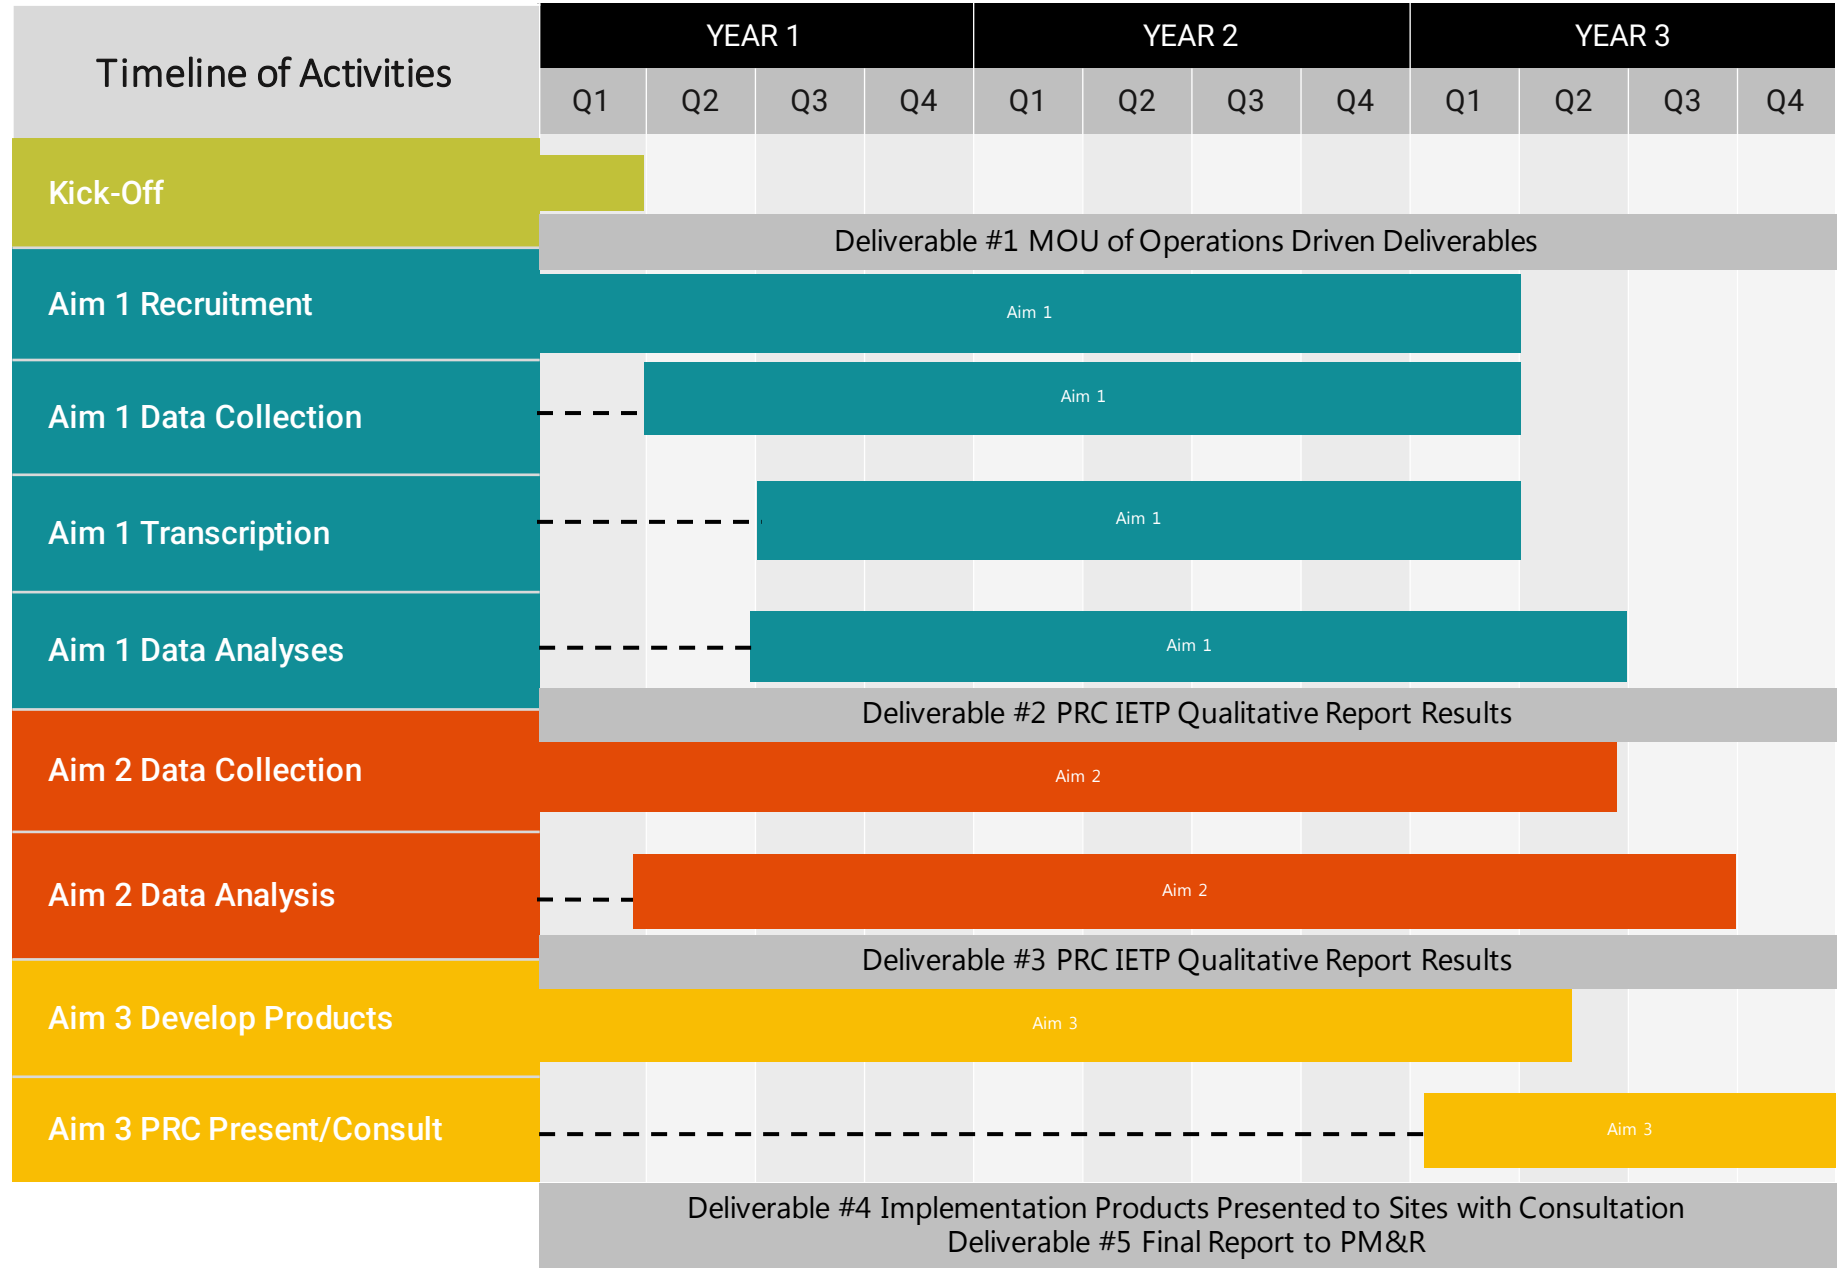 Timeline of Activities
YEAR 1 YEAR 2 YEAR 3
Q1 Q2 Q3 Q4 Q1 Q2 Q3 Q4 Q1 Q2 Q3 Q4
Kick-Off
Deliverable #1 MOU of Operations Driven Deliverables
Aim 1 Recruitment
Aim 1
Aim 1 Data Collection
Aim 1
Aim 1 Transcription
Aim 1
Aim 1 Data Analyses
Aim 1
Deliverable #2 PRC IETP Qualitative Report Results
Aim 2 Data Collection
Aim 2
Aim 2 Data Analysis
Aim 2
Deliverable #3 PRC IETP Qualitative Report Results
Aim 3 Develop Products
Aim 3
Aim 3 PRC Present/Consult
Aim 3
Deliverable #4 Implementation Products Presented to Sites with Consultation
Deliverable #5 Final Report to PM&R